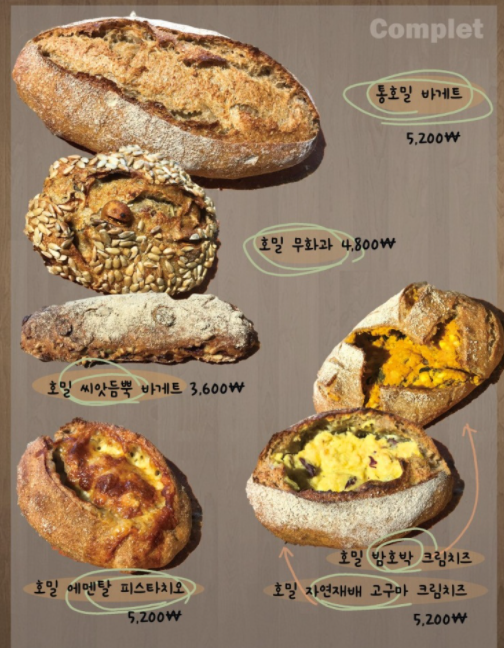 Complet
통호밀 바게트
5,200₩
호밀 무화과 4,800₩
호밀 씨앗듬뿍 바게트 3,600₩
호밀 밤호박 크림치즈
호밀 에멘탈 피스타치오
5,200₩
호밀 자연재배 고구마 크림치즈
5,200₩